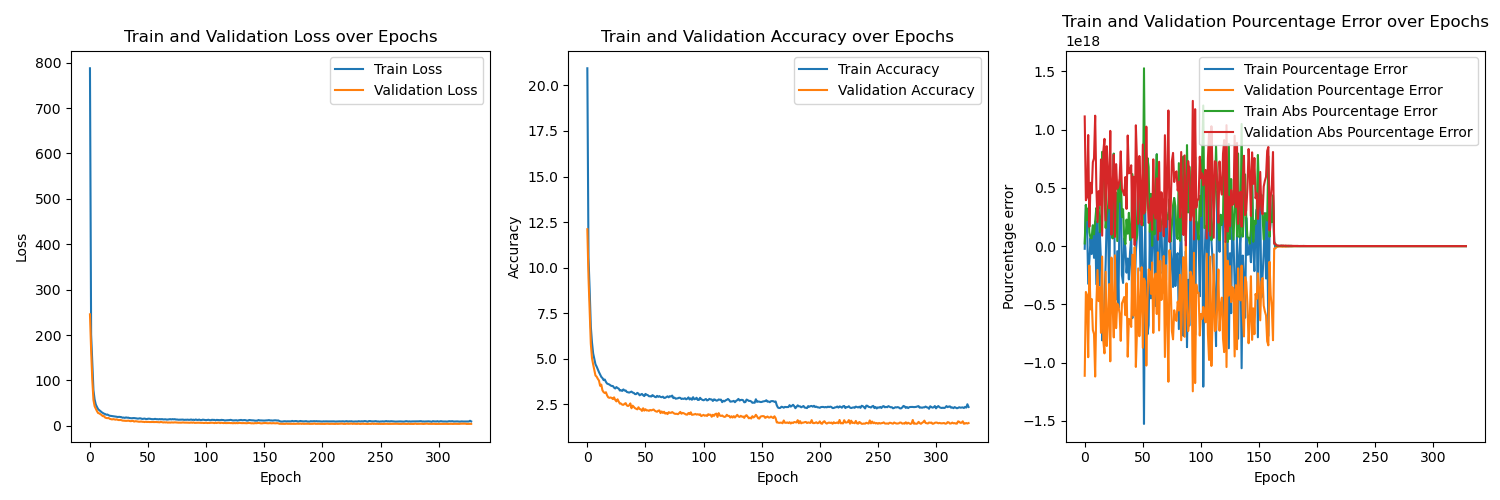 Train and Validation Loss over Epochs
800
700
600
500
400
300
200
100
0
Loss
0 50 100 150 200 250 300
Epoch
Train Loss
Validation Loss
Train and Validation Accuracy over Epochs
20.0
17.5
15.0
12.5
10.0
7.5
5.0
2.5
Accuracy
0 50 100 150 200 250 300
Epoch
Train Accuracy
Validation Accuracy
Train and Validation Pourcentage Error over Epochs
1e18
1.5
1.0
0.5
0.0
−0.5
−1.0
−1.5
Pourcentage error
0 50 100 150 200 250 300
Epoch
Train Pourcentage Error
Validation Pourcentage Error
Train Abs Pourcentage Error
Validation Abs Pourcentage Error